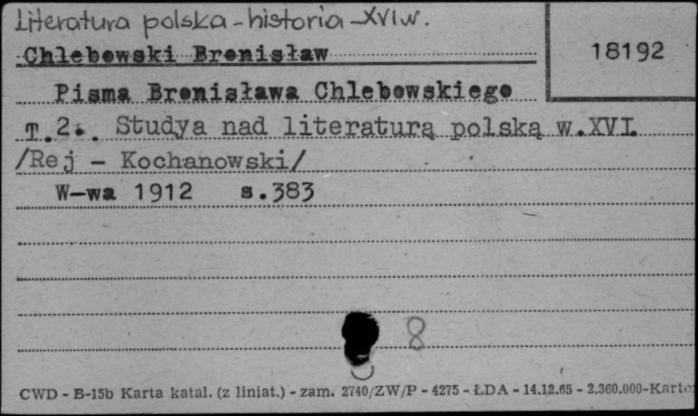 Literatura polska - historia - XVI w.
Chlebowski Bronisław
18192
Pisma Bronisława Chlebowskiego
T.2. Studya nad literaturą polską w.XVI.
/Rej - Kochanowski/
W-wa 1912 s.383
8
CWD - B-15b Karta katal. (z liniat.) - zam. 2740/ZW/P - 4275 - ŁDA - 14.12.65 - 2.360.000-Karto